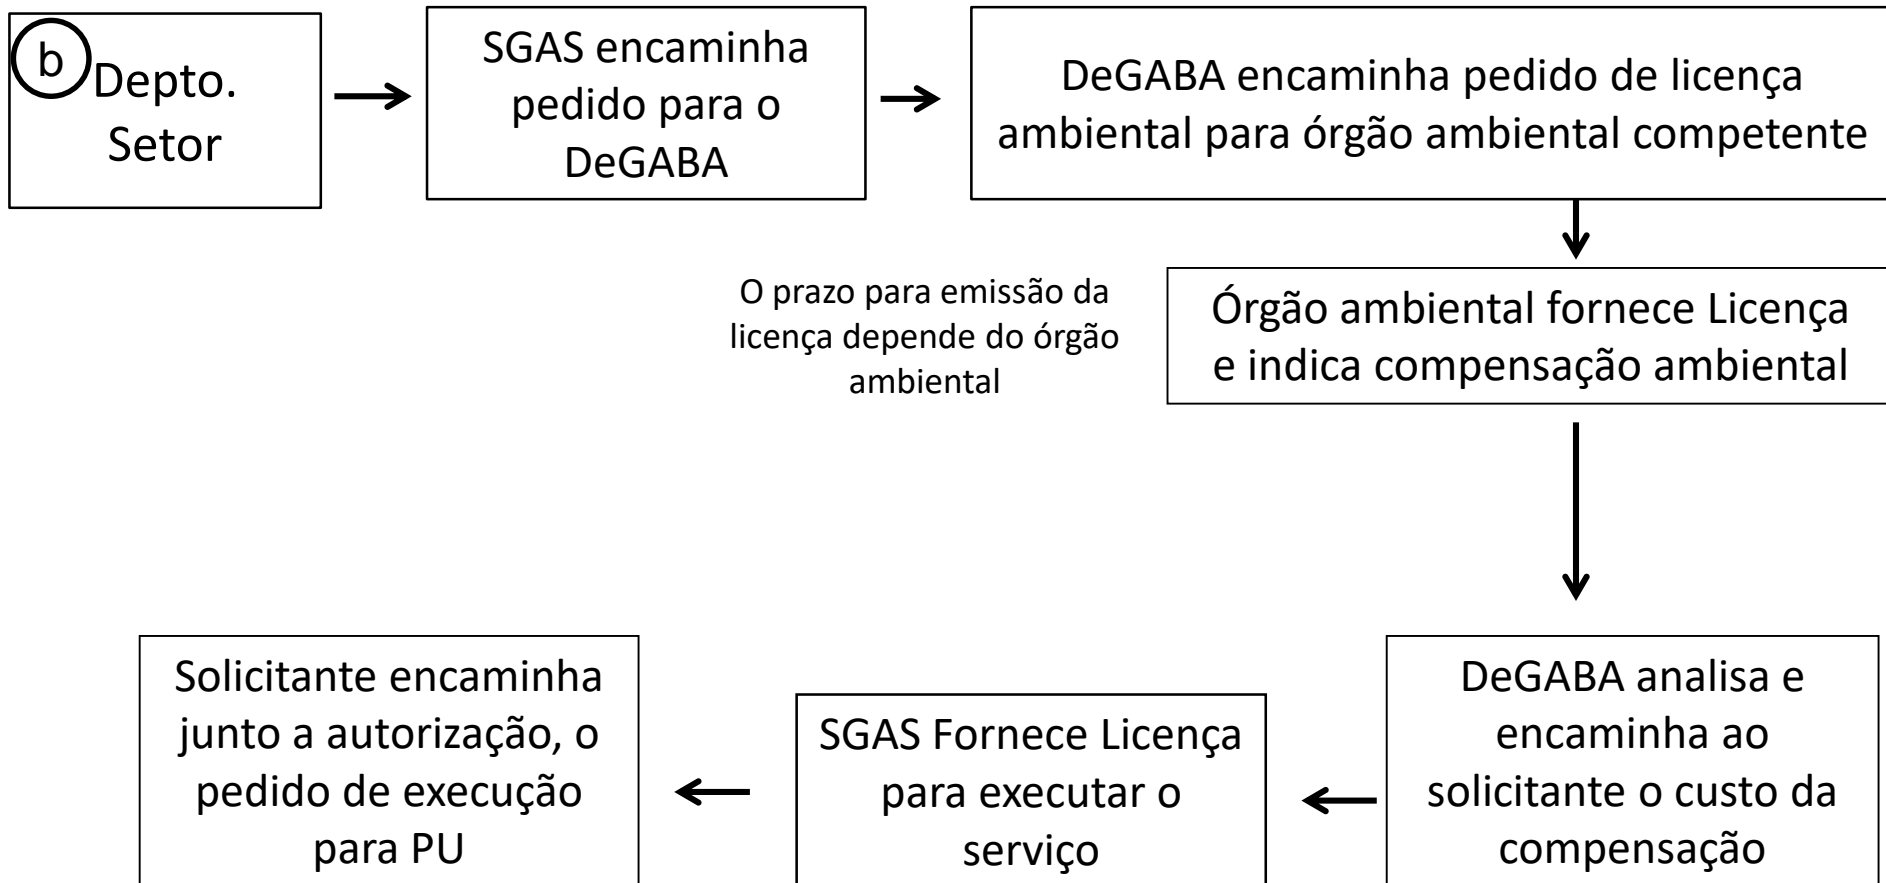 b
Depto.
Setor
SGAS encaminha
pedido para o
DeGABA
DeGABA encaminha pedido de licença
ambiental para órgão ambiental competente
O prazo para emissão da
licença depende do órgão
ambiental
Órgão ambiental fornece Licença
e indica compensação ambiental
DeGABA analisa e
encaminha ao
solicitante o custo da
compensação
SGAS Fornece Licença
para executar o
serviço
Solicitante encaminha
junto a autorização, o
pedido de execução
para PU